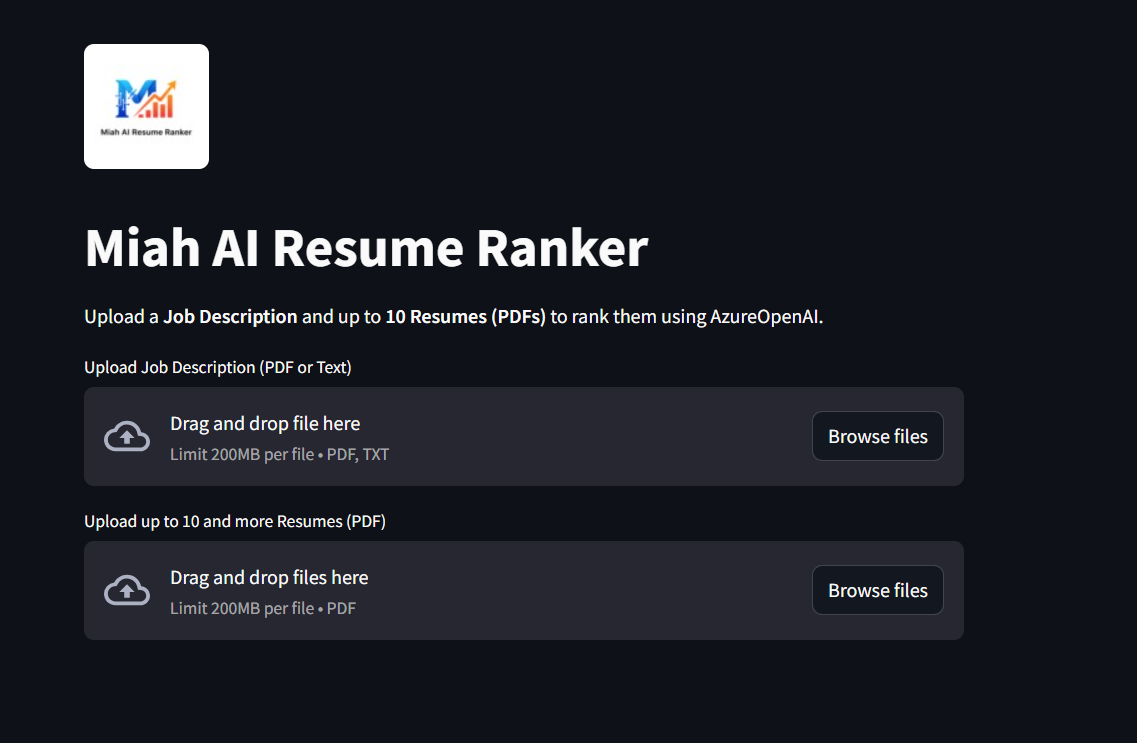 Miah AI Resume Ranker
Miah AI Resume Ranker
Upload a Job Description and up to 10 Resumes (PDFs) to rank them using AzureOpenAI.
Upload Job Description (PDF or Text)
Drag and drop file here
Limit 200MB per file • PDF, TXT
Browse files
Upload up to 10 and more Resumes (PDF)
Drag and drop files here
Limit 200MB per file • PDF
Browse files